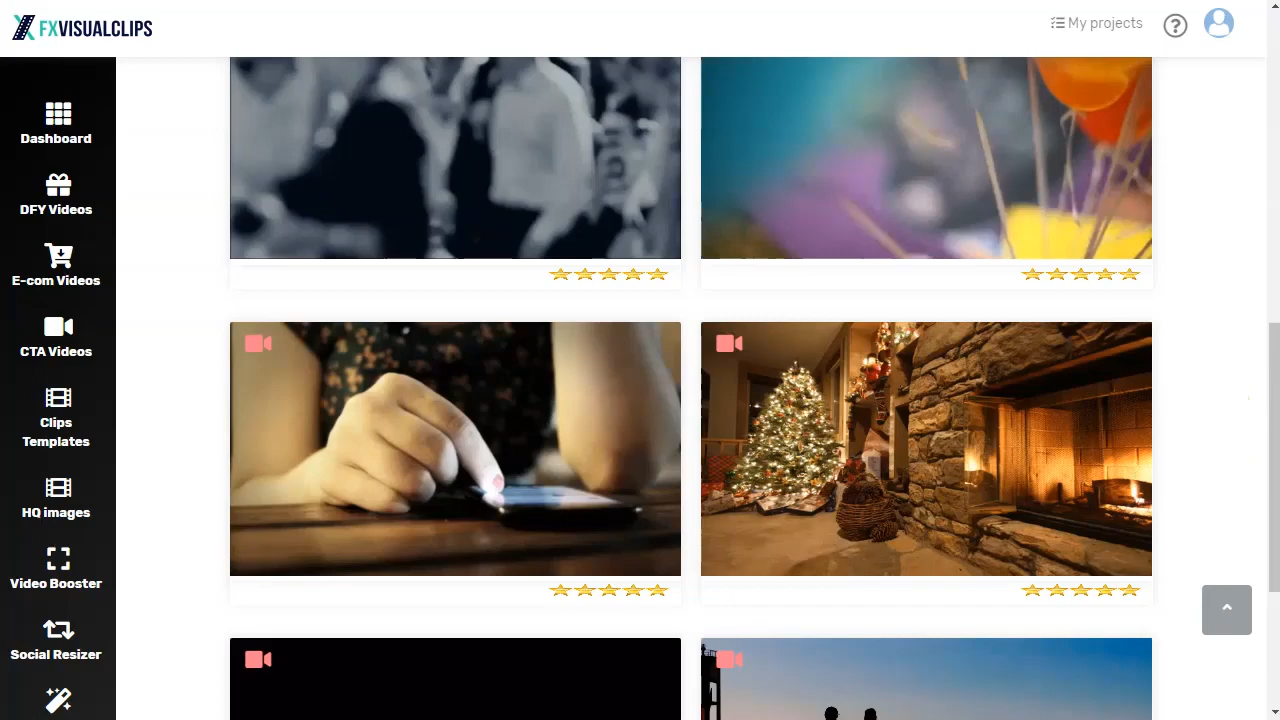 FXVISUALCLIPS
My projects
Dashboard
DFY Videos
E-com Videos
CTA Videos
Clips
Templates
HQ images
Video Booster
Social Resizer